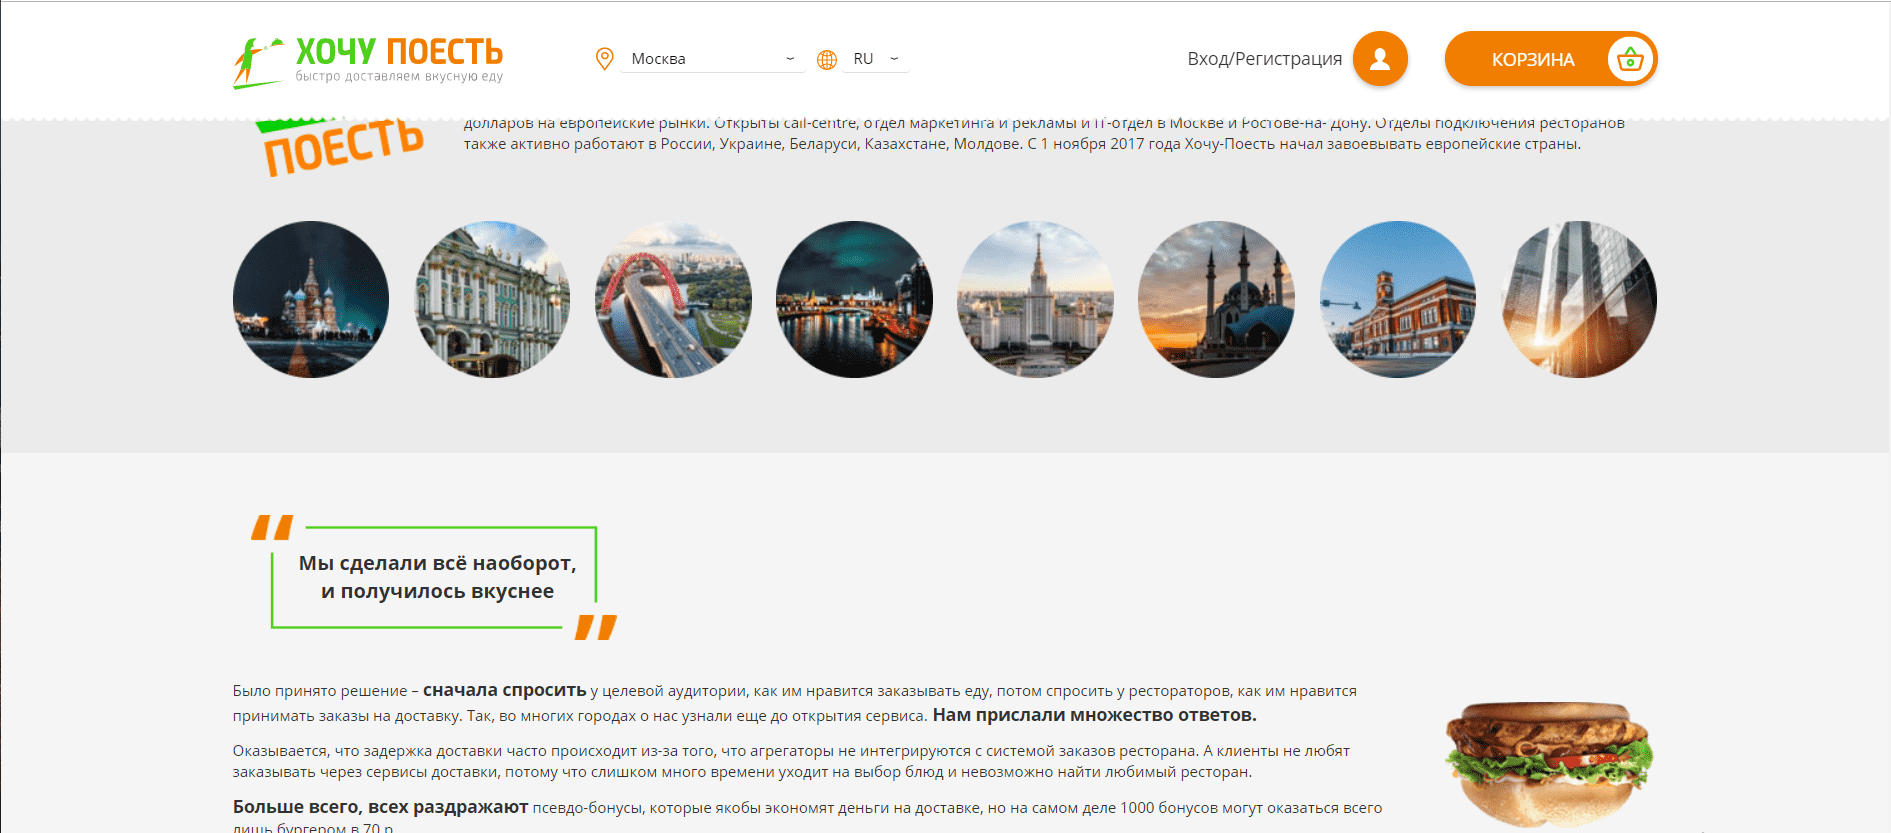 ХОЧУ ПОЕСТЬ
быстро доставляем вкусную еду
Москва
RU
Вход/Регистрация
КОРЗИНА
ПОЕСТЬ
долларов на европейские рынки. Открыты call-centre, отдел маркетинга и рекламы и IT-отдел в Москве и Ростове-на- Дону. Отделы подключения ресторанов
также активно работают в России, Украине, Беларуси, Казахстане, Молдове. С 1 ноября 2017 года Хочу-Поесть начал завоевывать европейские страны.
“
Мы сделали всё наоборот,
и получилось вкуснее
”
Было принято решение – сначала спросить у целевой аудитории, как им нравится заказывать еду, потом спросить у рестораторов, как им нравится
принимать заказы на доставку. Так, во многих городах о нас узнали еще до открытия сервиса. Нам прислали множество ответов.
Оказывается, что задержка доставки часто происходит из-за того, что агрегаторы не интегрируются с системой заказов ресторана. А клиенты не любят
заказывать через сервисы доставки, потому что слишком много времени уходит на выбор блюд и невозможно найти любимый ресторан.
Больше всего, всех раздражают псевдо-бонусы, которые якобы экономят деньги на доставке, но на самом деле 1000 бонусов могут оказаться всего
лишь бургером в 70 р